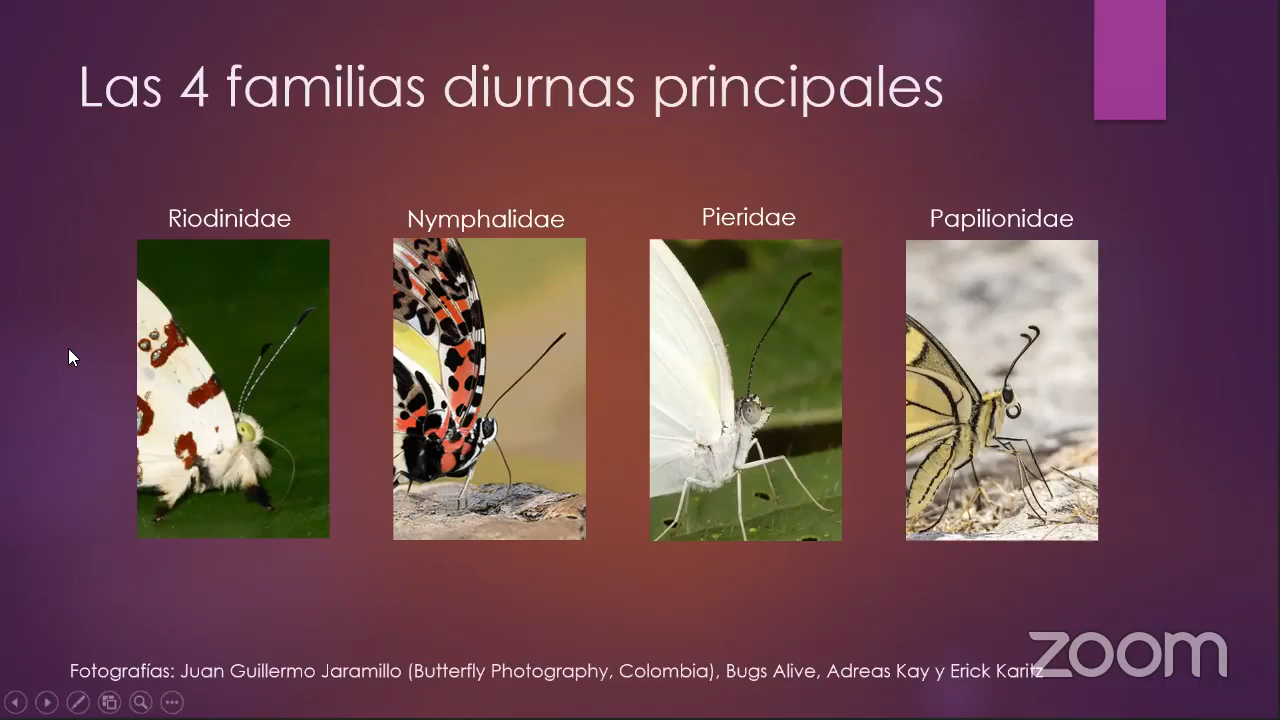 Las 4 familias diurnas principales
Riodinidae
Nymphalidae
Pieridae
Papilionidae
Fotografías: Juan Guillermo Jaramillo (Butterfly Photography, Colombia), Bugs Alive, Adreas Kay y Erick Karitz
zoom